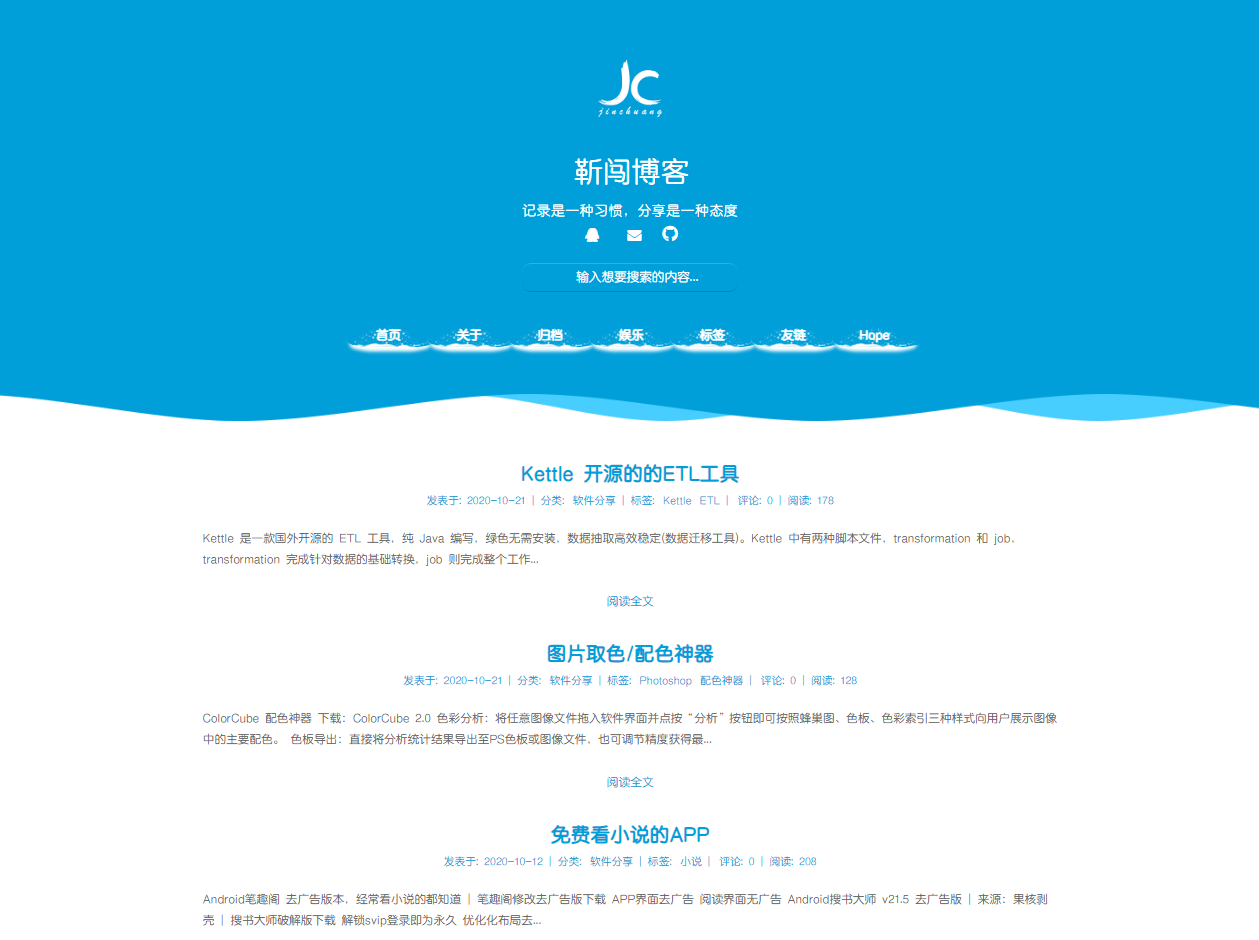 JC
jinchuang
靳闯博客
记录是一种习惯，分享是一种态度
输入想要搜索的内容...
首页 关于 归档 娱乐 标签 友链 Hope
Kettle 开源的的ETL工具
发表于: 2020-10-21 | 分类: 软件分享 | 标签: Kettle ETL | 评论: 0 | 阅读: 178
Kettle 是一款国外开源的 ETL 工具，纯 Java 编写，绿色无需安装，数据抽取高效稳定(数据迁移工具)。Kettle 中有两种脚本文件，transformation 和 job，
transformation 完成针对数据的基础转换，job 则完成整个工作...
阅读全文
图片取色/配色神器
发表于: 2020-10-21 | 分类: 软件分享 | 标签: Photoshop 配色神器 | 评论: 0 | 阅读: 128
ColorCube 配色神器 下载：ColorCube 2.0 色彩分析：将任意图像文件拖入软件界面并点按“分析”按钮即可按照蜂巢图、色板、色彩索引三种样式向用户展示图像
中的主要配色。 色板导出：直接将分析统计结果导出至PS色板或图像文件，也可调节精度获得最...
阅读全文
免费看小说的APP
发表于: 2020-10-12 | 分类: 软件分享 | 标签: 小说 | 评论: 0 | 阅读: 208
Android笔趣阁 去广告版本，经常看小说的都知道 | 笔趣阁修改去广告版下载 APP界面去广告 阅读界面无广告 Android搜书大师 v21.5 去广告版 | 来源：果核剥
壳 | 搜书大师破解版下载 解锁svip登录即为永久 优化化布局去...